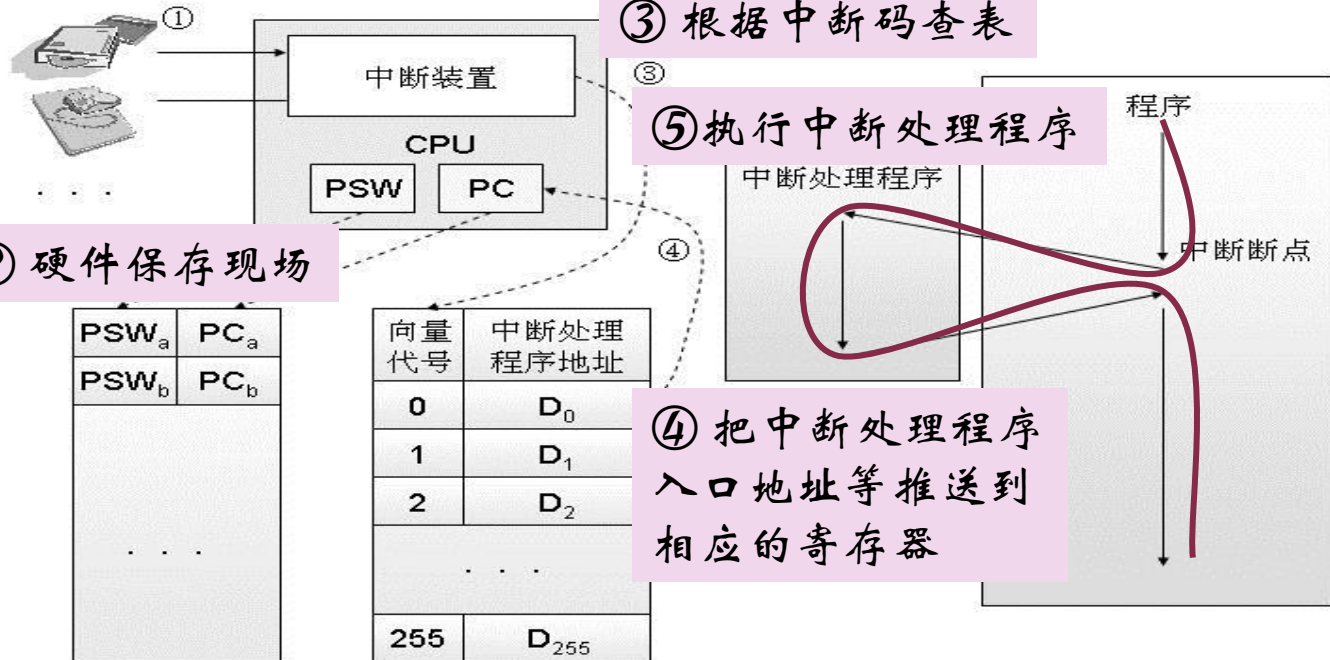 ①
③ 根据中断码查表
中断装置
③
CPU
PSW
PC
. . .
⑤执行中断处理程序
程序
中断处理程序
中断断点
硬件保存现场
④
PSWa PCa
PSWb PCb
. . .
向量代号 中断处理程序地址
0 D0
1 D1
2 D2
. . .
255 D255
④ 把中断处理程序
入口地址等推送到
相应的寄存器